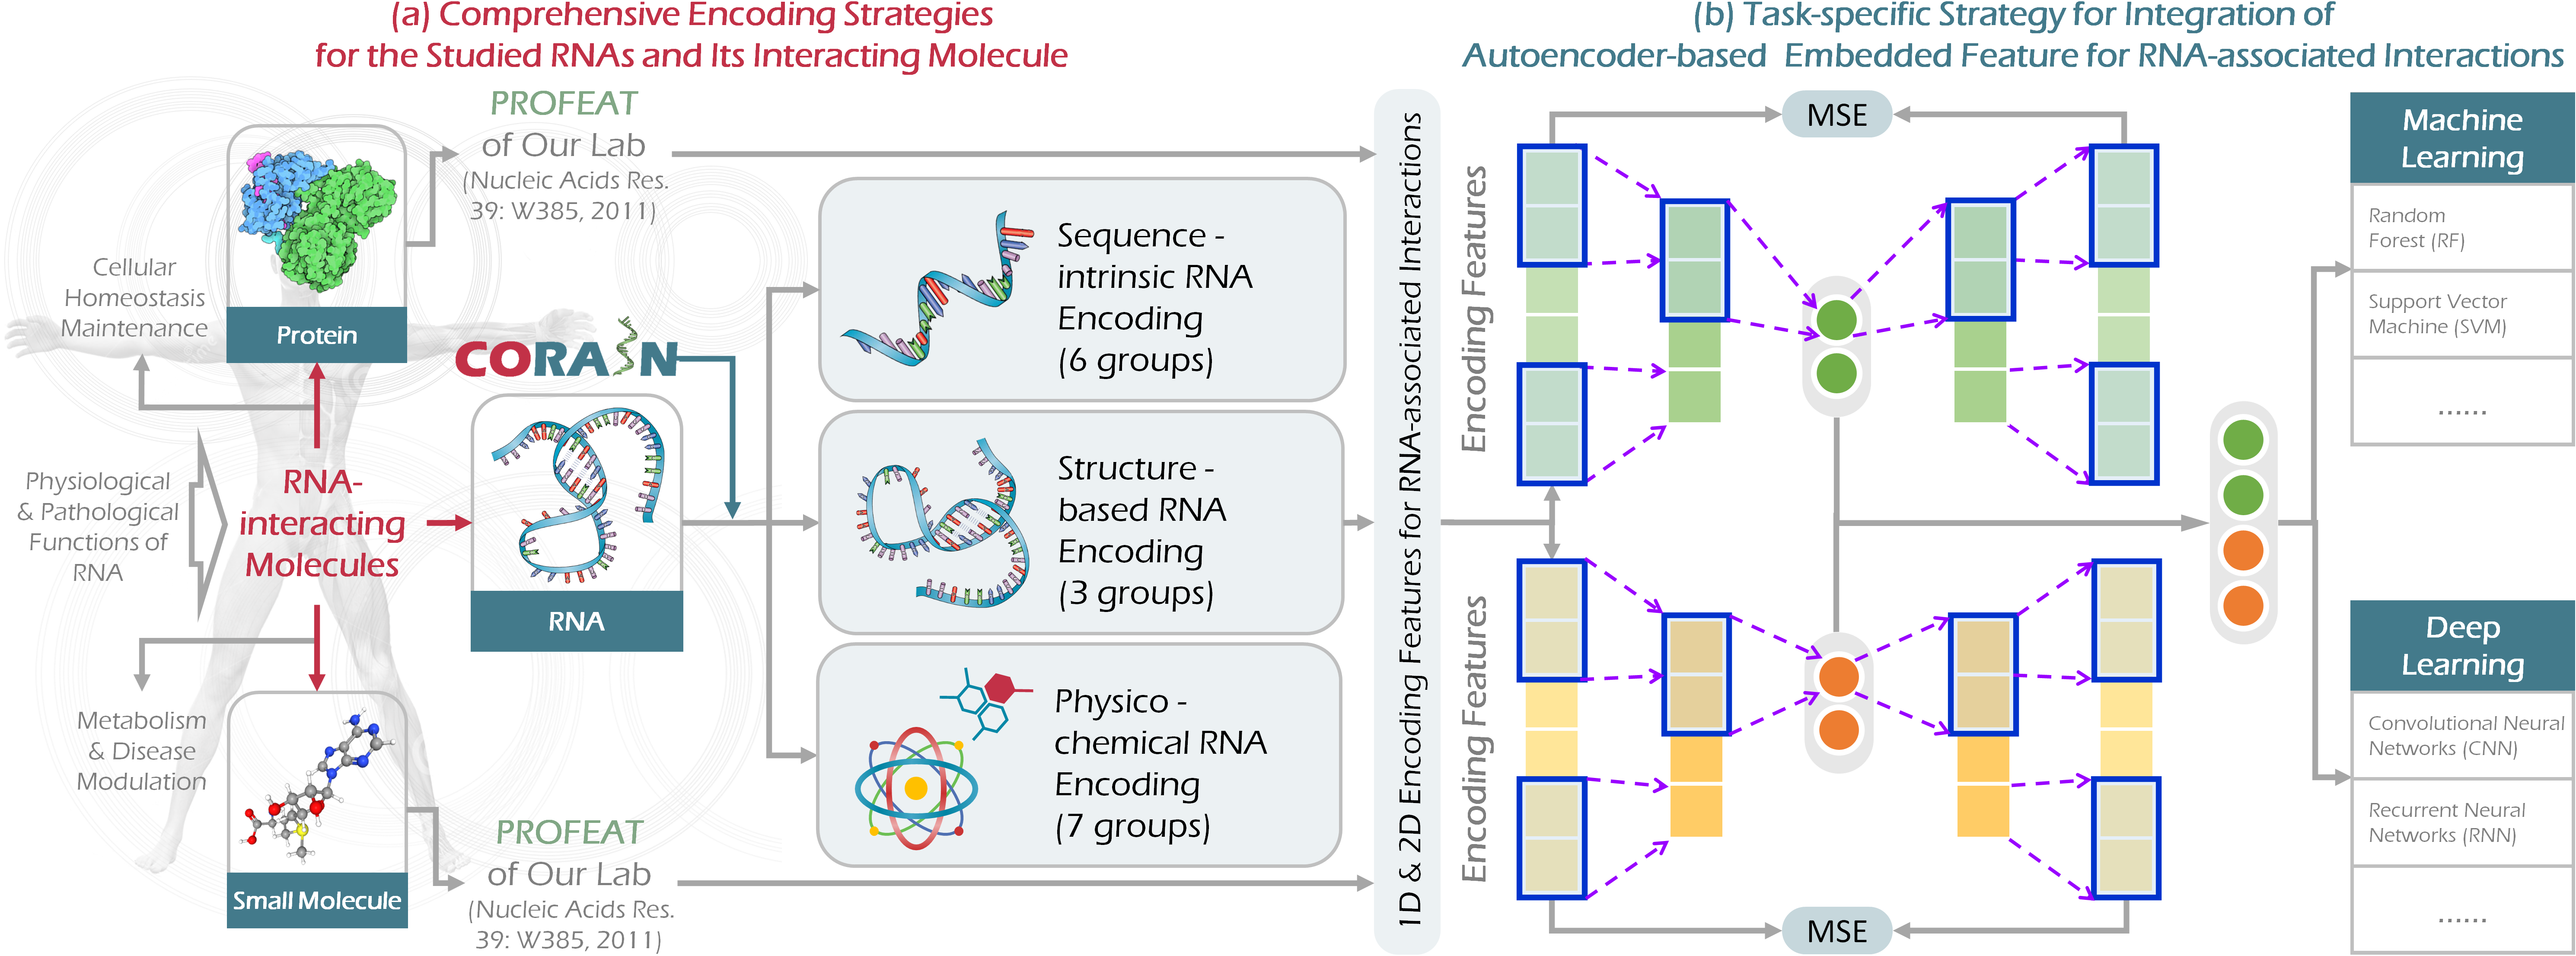 (a) Comprehensive Encoding Strategies
for the Studied RNAs and Its Interacting Molecule
PROFEAT
of Our Lab
(Nucleic Acids Res.
39: W385, 2011)
Cellular
Homeostasis
Maintenance
Protein
CORAIN
Physiological
& Pathological
Functions of
RNA
RNA-
interacting
Molecules
RNA
Metabolism
& Disease
Modulation
Small Molecule
PROFEAT
of Our Lab
(Nucleic Acids Res.
39: W385, 2011)
Sequence -
intrinsic RNA
Encoding
(6 groups)
Structure -
based RNA
Encoding
(3 groups)
Physico -
chemical RNA
Encoding
(7 groups)
1D & 2D Encoding Features for RNA-associated Interactions
(b) Task-specific Strategy for Integration of
Autoencoder-based Embedded Feature for RNA-associated Interactions
MSE
Encoding Features
Encoding Features
MSE
Machine
Learning
Random
Forest (RF)
Support Vector
Machine (SVM)
......
Deep
Learning
Convolutional Neural
Networks (CNN)
Recurrent Neural
Networks (RNN)
......